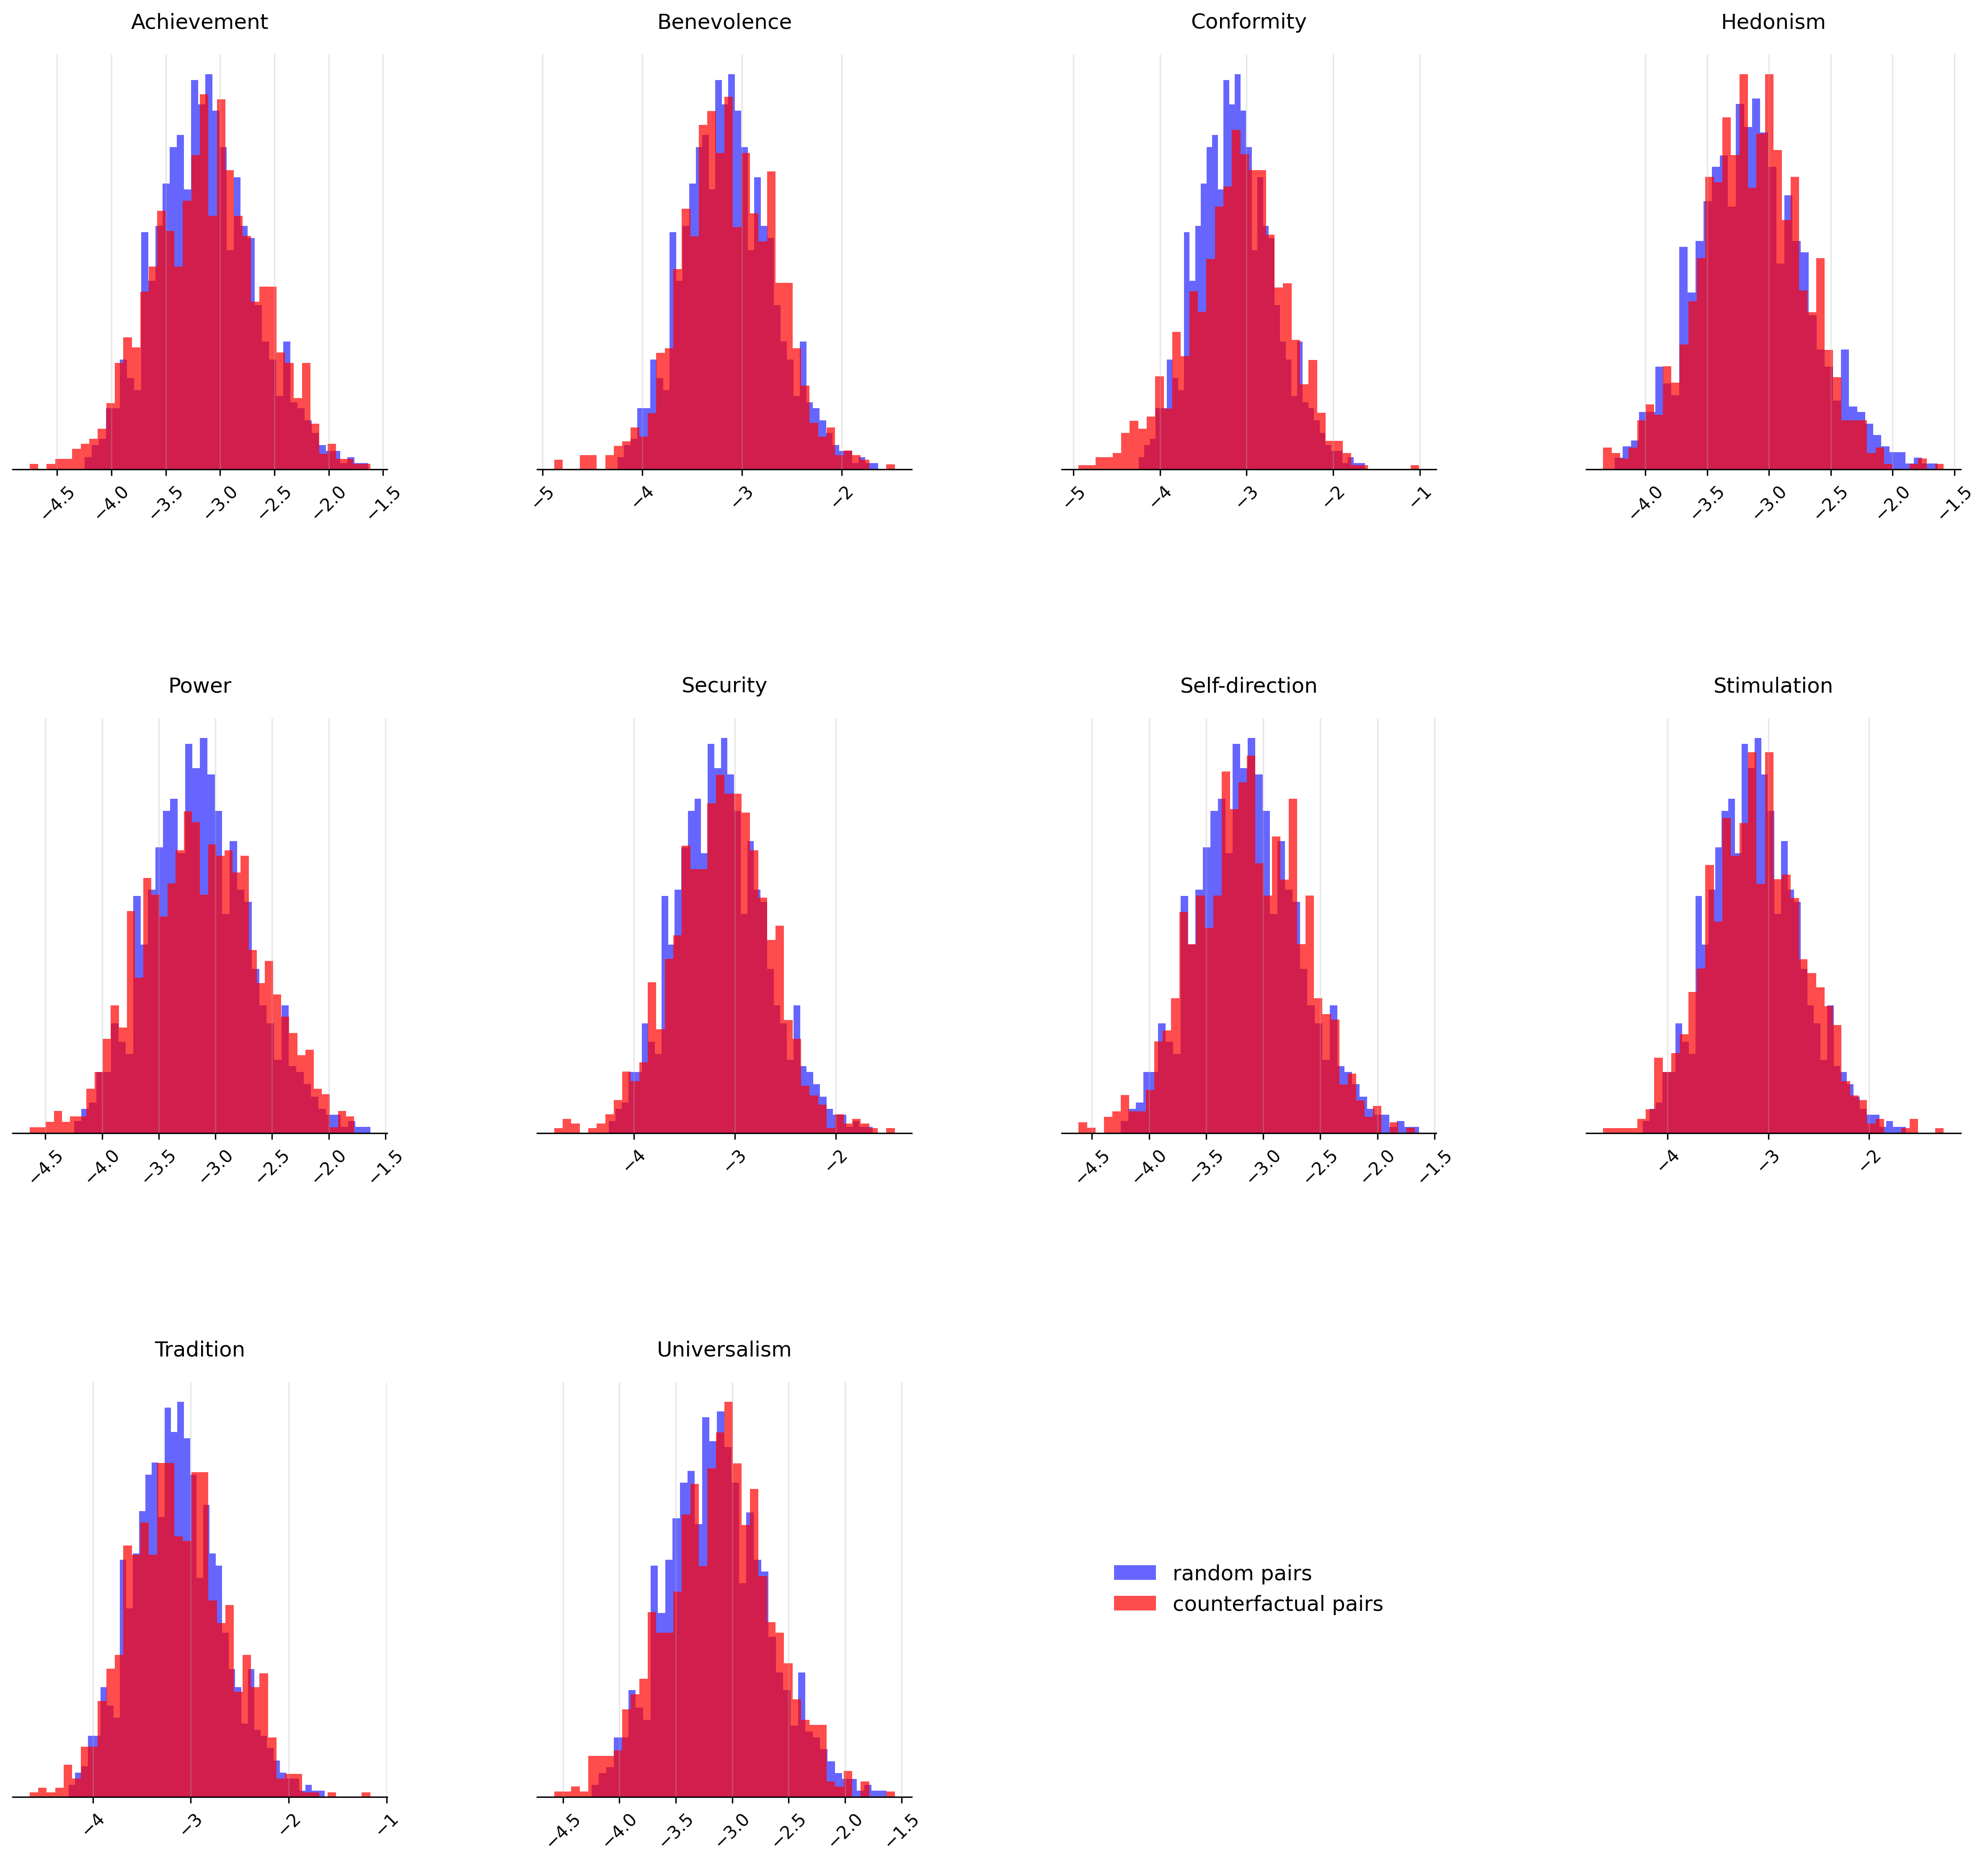 Achievement Benevolence Conformity Hedonism
−4.5 −4.0 −3.5 −3.0 −2.5 −2.0 −1.5 −5 −4 −3 −2 −5 −4 −3 −2 −1 −4.0 −3.5 −3.0 −2.5 −2.0 −1.5
Power Security Self-direction Stimulation
−4.5 −4.0 −3.5 −3.0 −2.5 −2.0 −1.5 −4 −3 −2 −4.5 −4.0 −3.5 −3.0 −2.5 −2.0 −1.5 −4 −3 −2
Tradition Universalism
random pairs
counterfactual pairs
−4 −3 −2 −1 −4.5 −4.0 −3.5 −3.0 −2.5 −2.0 −1.5